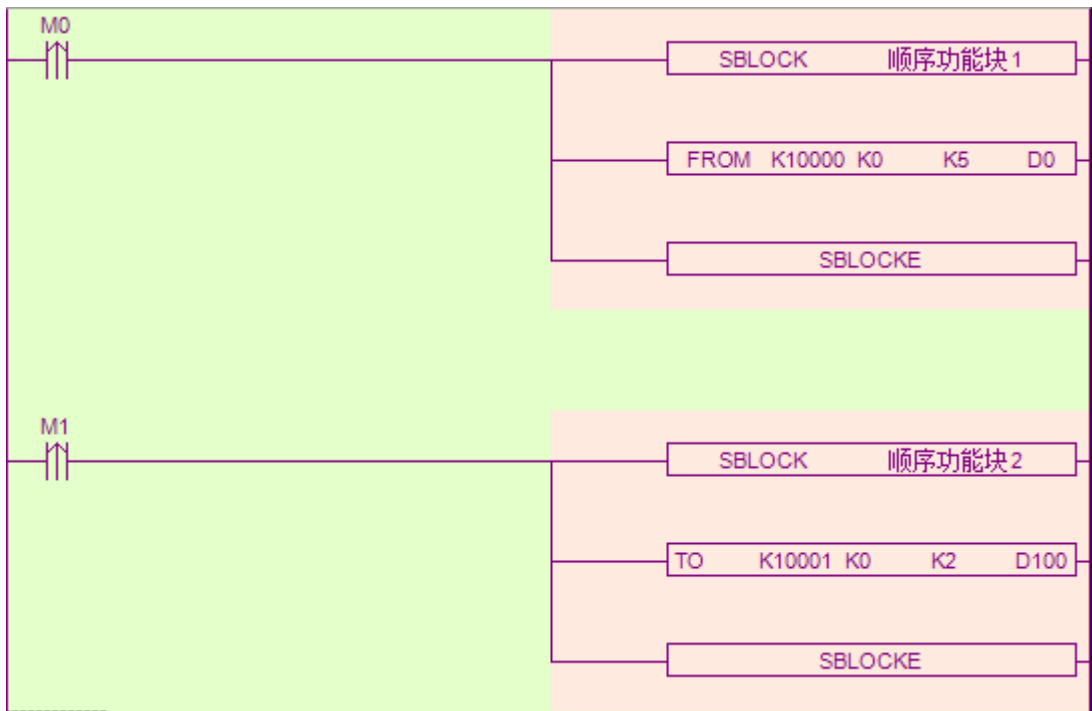 M0
SBLOCK 顺序功能块1
FROM K10000 K0 K5 D0
SBLOCKE
M1
SBLOCK 顺序功能块2
TO K10001 K0 K2 D100
SBLOCKE